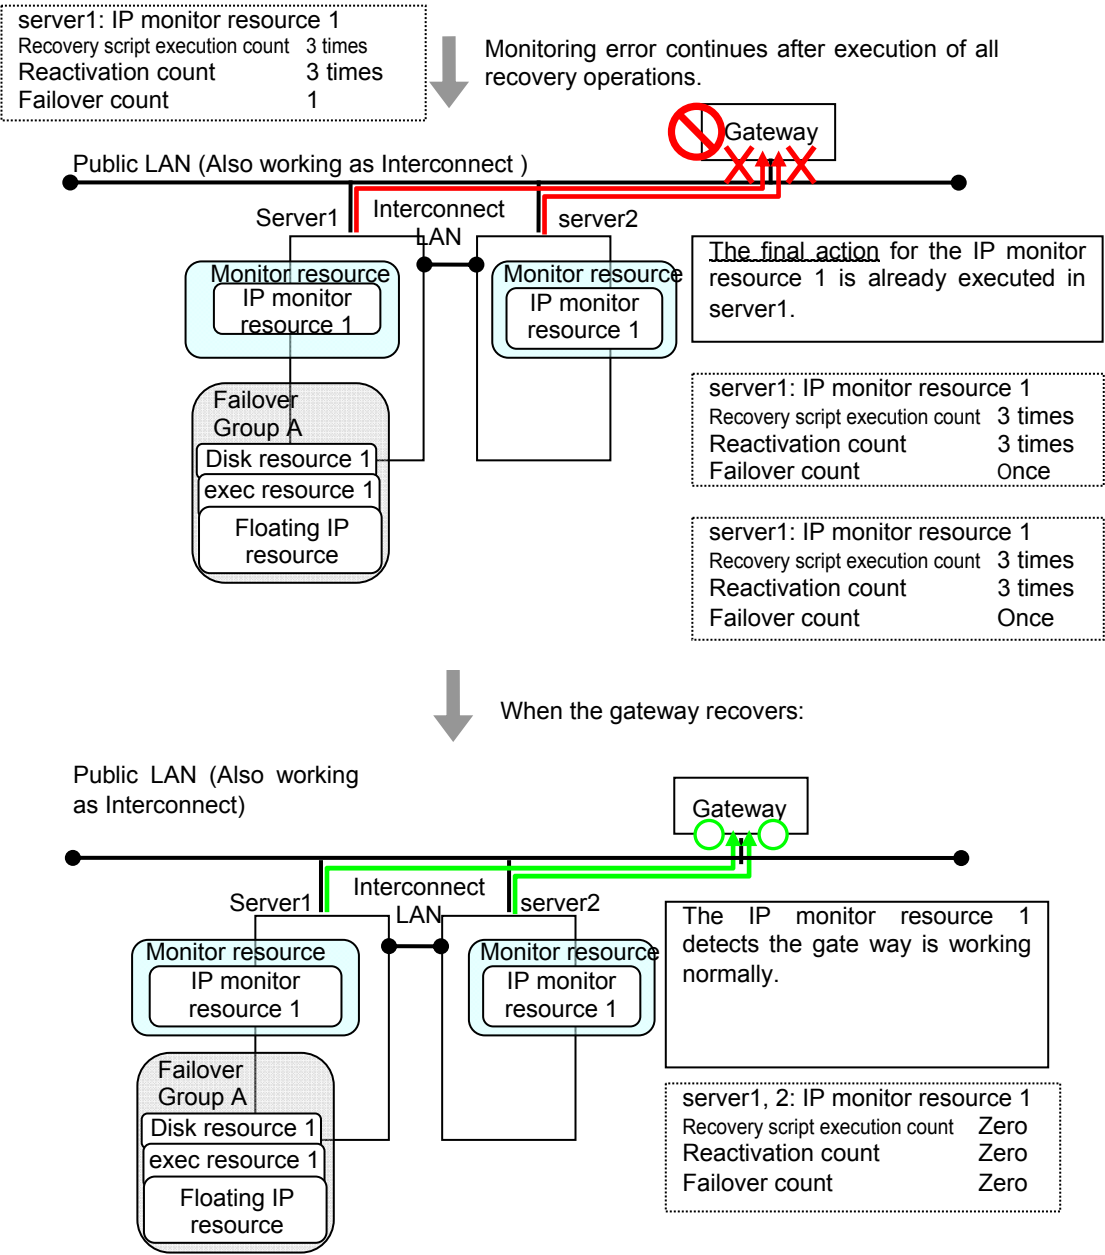 server1: IP monitor resource 1
Recovery script execution count 3 times
Reactivation count 3 times
Failover count 1
Monitoring error continues after execution of all
recovery operations.
Gateway
Public LAN (Also working as Interconnect )
Server1
Interconnect
LAN
server2
Monitor resource
IP monitor
resource 1
Monitor resource
IP monitor
resource 1
The final action for the IP monitor
resource 1 is already executed in
server1.
Failover
Group A
Disk resource 1
exec resource 1
Floating IP
resource
server1: IP monitor resource 1
Recovery script execution count 3 times
Reactivation count 3 times
Failover count Once
server1: IP monitor resource 1
Recovery script execution count 3 times
Reactivation count 3 times
Failover count Once
When the gateway recovers:
Public LAN (Also working
as Interconnect)
Gateway
Server1
Interconnect
LAN
server2
Monitor resource
IP monitor
resource 1
Monitor resource
IP monitor
resource 1
The IP monitor resource 1
detects the gate way is working
normally.
Failover
Group A
Disk resource 1
exec resource 1
Floating IP
resource
server1, 2: IP monitor resource 1
Recovery script execution count Zero
Reactivation count Zero
Failover count Zero